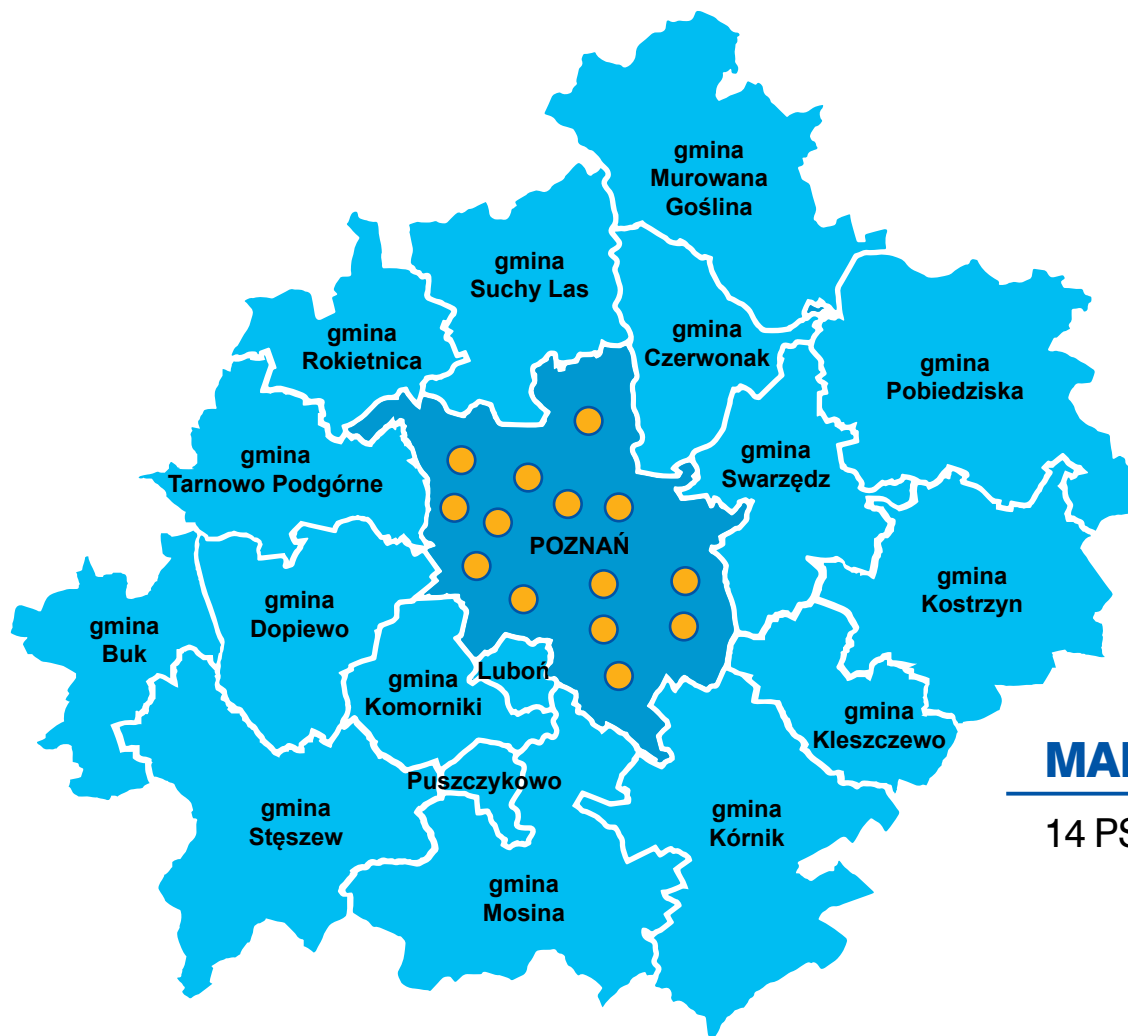 gmina
Murowana
Goślina
gmina
Suchy Las
gmina
Czerwonak
gmina
Rokietnica
gmina
Pobiedziska
gmina
Tarnowo Podgórne
gmina
Swarzędz
POZNAŃ
gmina
Kostrzyn
gmina
Dopiewo
gmina
Buk
Luboń
gmina
Komorniki
gmina
Kleszczewo
Puszczykowo
gmina
Stęszew
gmina
Kórnik
gmina
Mosina
14